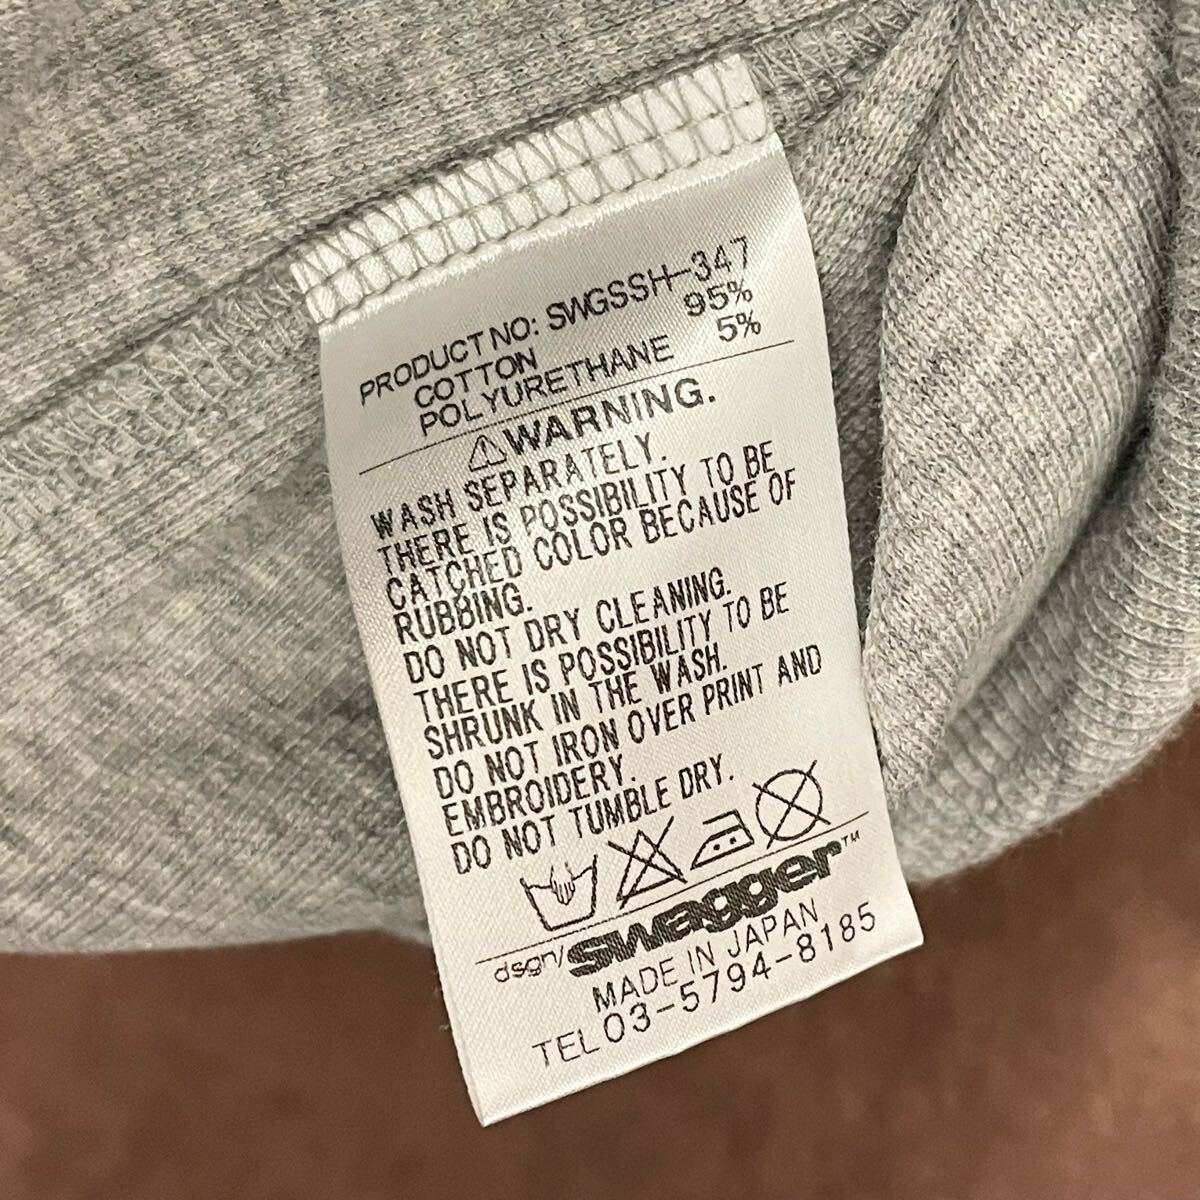 PRODUCT NO: SWGSSH-347
COTTON 95%
POLYURETHANE 5%
⚠WARNING.
WASH SEPARATELY.
THERE IS POSSIBILITY TO BE
CATCHED COLOR BECAUSE OF
RUBBING.
DO NOT DRY CLEANING.
THERE IS POSSIBILITY TO BE
SHRUNK IN THE WASH.
DO NOT IRON OVER PRINT AND
EMBROIDERY.
DO NOT TUMBLE DRY.
dsgn/swagger™
MADE IN JAPAN
TEL 03-5794-8185